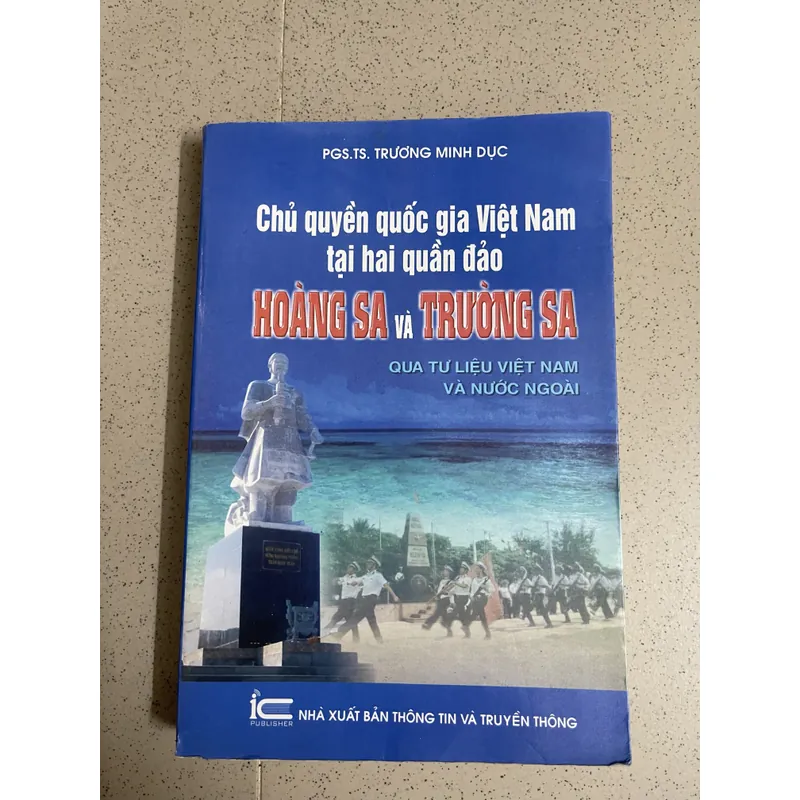 PGS.TS. TRƯƠNG MINH DỤC
Chủ quyền quốc gia Việt Nam
tại hai quần đảo
HOÀNG SA VÀ TRƯỜNG SA
QUA TƯ LIỆU VIỆT NAM
VÀ NƯỚC NGOÀI
ic
PUBLISHER
NHÀ XUẤT BẢN THÔNG TIN VÀ TRUYỀN THÔNG